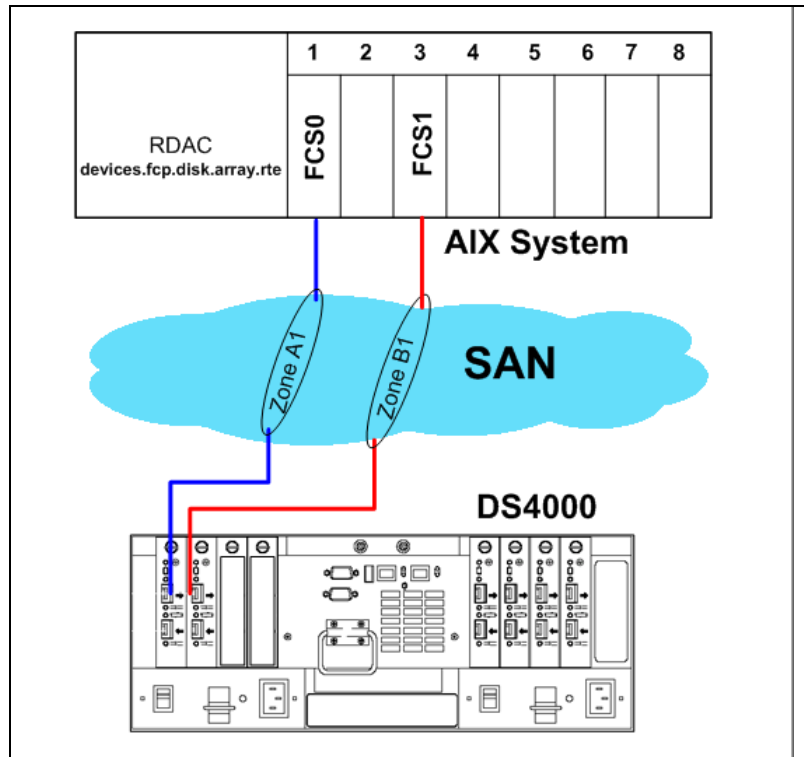 1 2 3 4 5 6 7 8
RDAC
devices.fcp.disk.array.rte
FCS0
FCS1
AIX System
Zone A1
Zone B1
SAN
DS4000